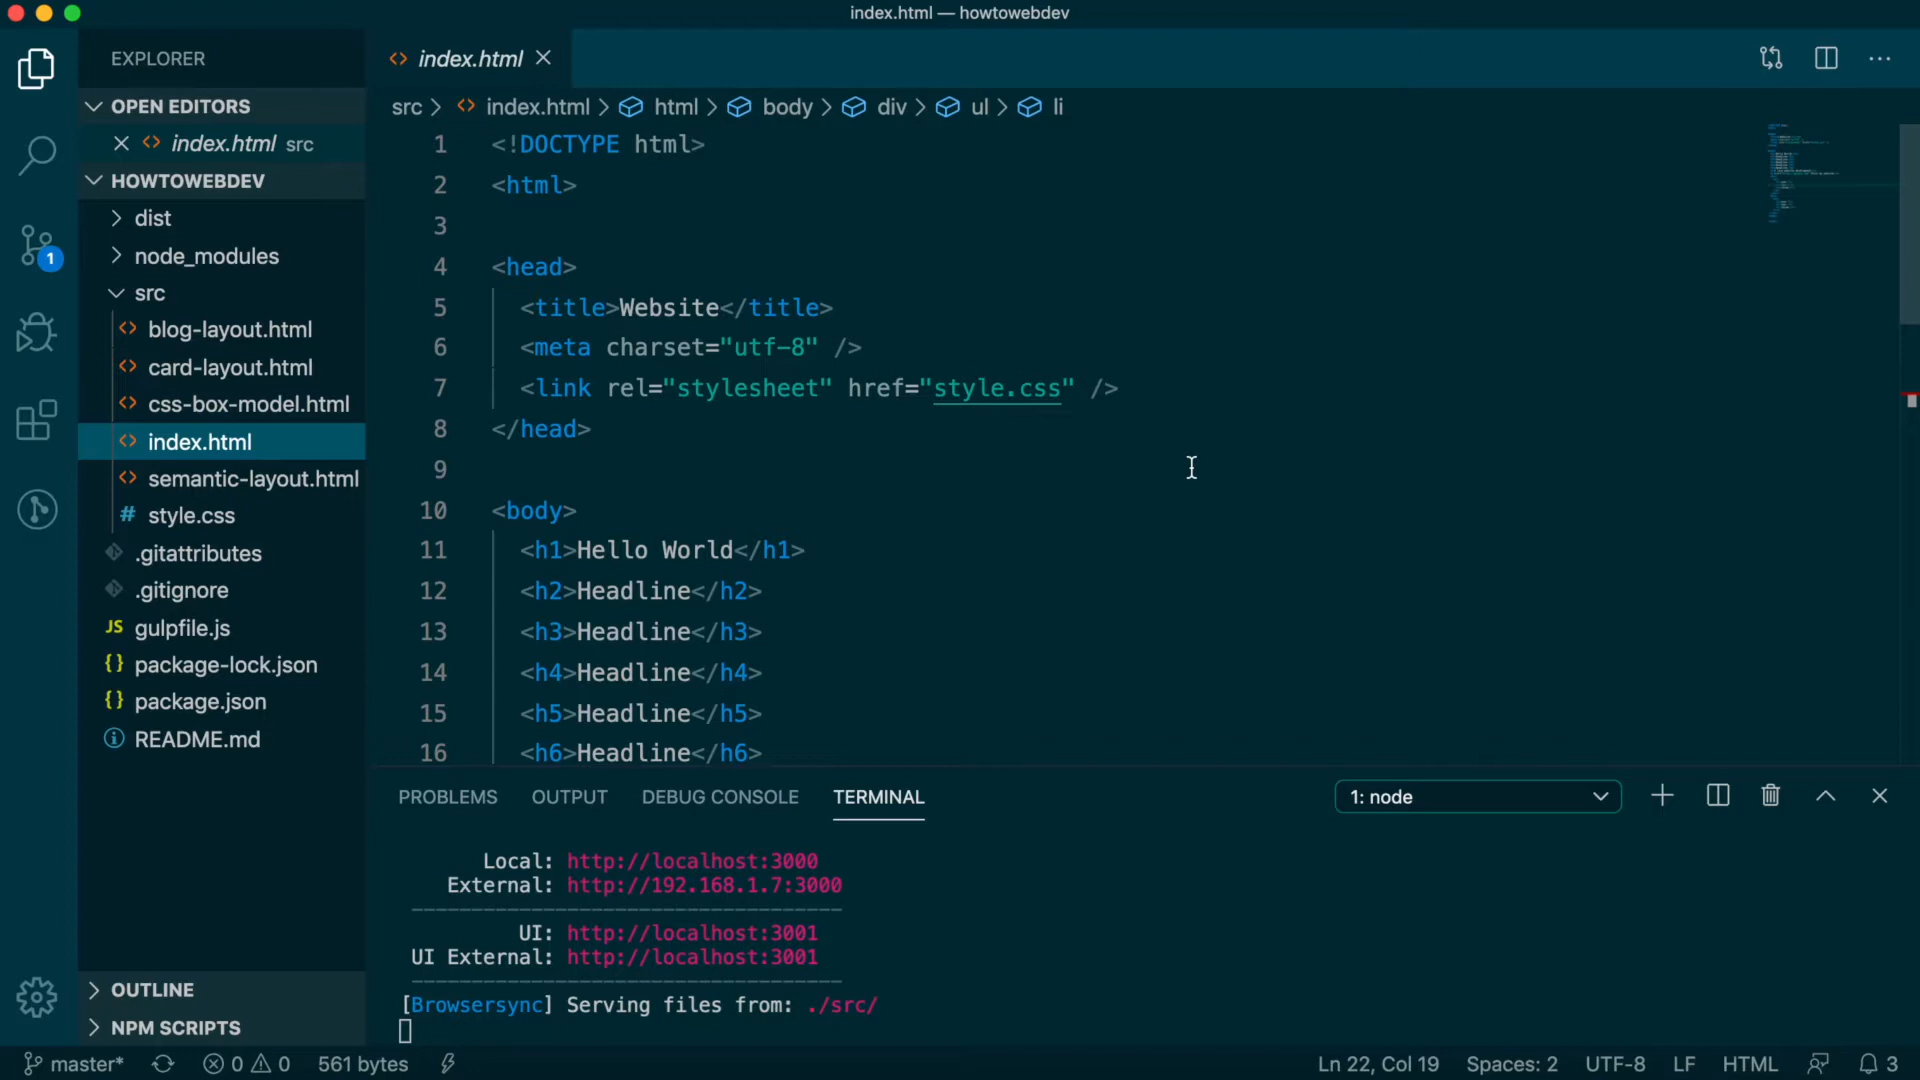 index.html — howtowebdev
EXPLORER
OPEN EDITORS
index.html src
HOWTOWEBDEV
dist
node_modules
src
blog-layout.html
card-layout.html
css-box-model.html
index.html
semantic-layout.html
style.css
.gitattributes
.gitignore
JS gulpfile.js
{} package-lock.json
{} package.json
README.md
OUTLINE
NPM SCRIPTS
1
index.html
src > index.html > html > body > div > ul > li
1 <!DOCTYPE html>
2 <html>
3
4 <head>
5 <title>Website</title>
6 <meta charset="utf-8" />
7 <link rel="stylesheet" href="style.css" />
8 </head>
9
10 <body>
11 <h1>Hello World</h1>
12 <h2>Headline</h2>
13 <h3>Headline</h3>
14 <h4>Headline</h4>
15 <h5>Headline</h5>
16 <h6>Headline</h6>
PROBLEMS OUTPUT DEBUG CONSOLE TERMINAL 1: node
Local: http://localhost:3000
External: http://192.168.1.7:3000
-----------------------------------
UI: http://localhost:3001
UI External: http://localhost:3001
-----------------------------------
[Browsersync] Serving files from: ./src/
master* 0 0 561 bytes Ln 22, Col 19 Spaces: 2 UTF-8 LF HTML 3